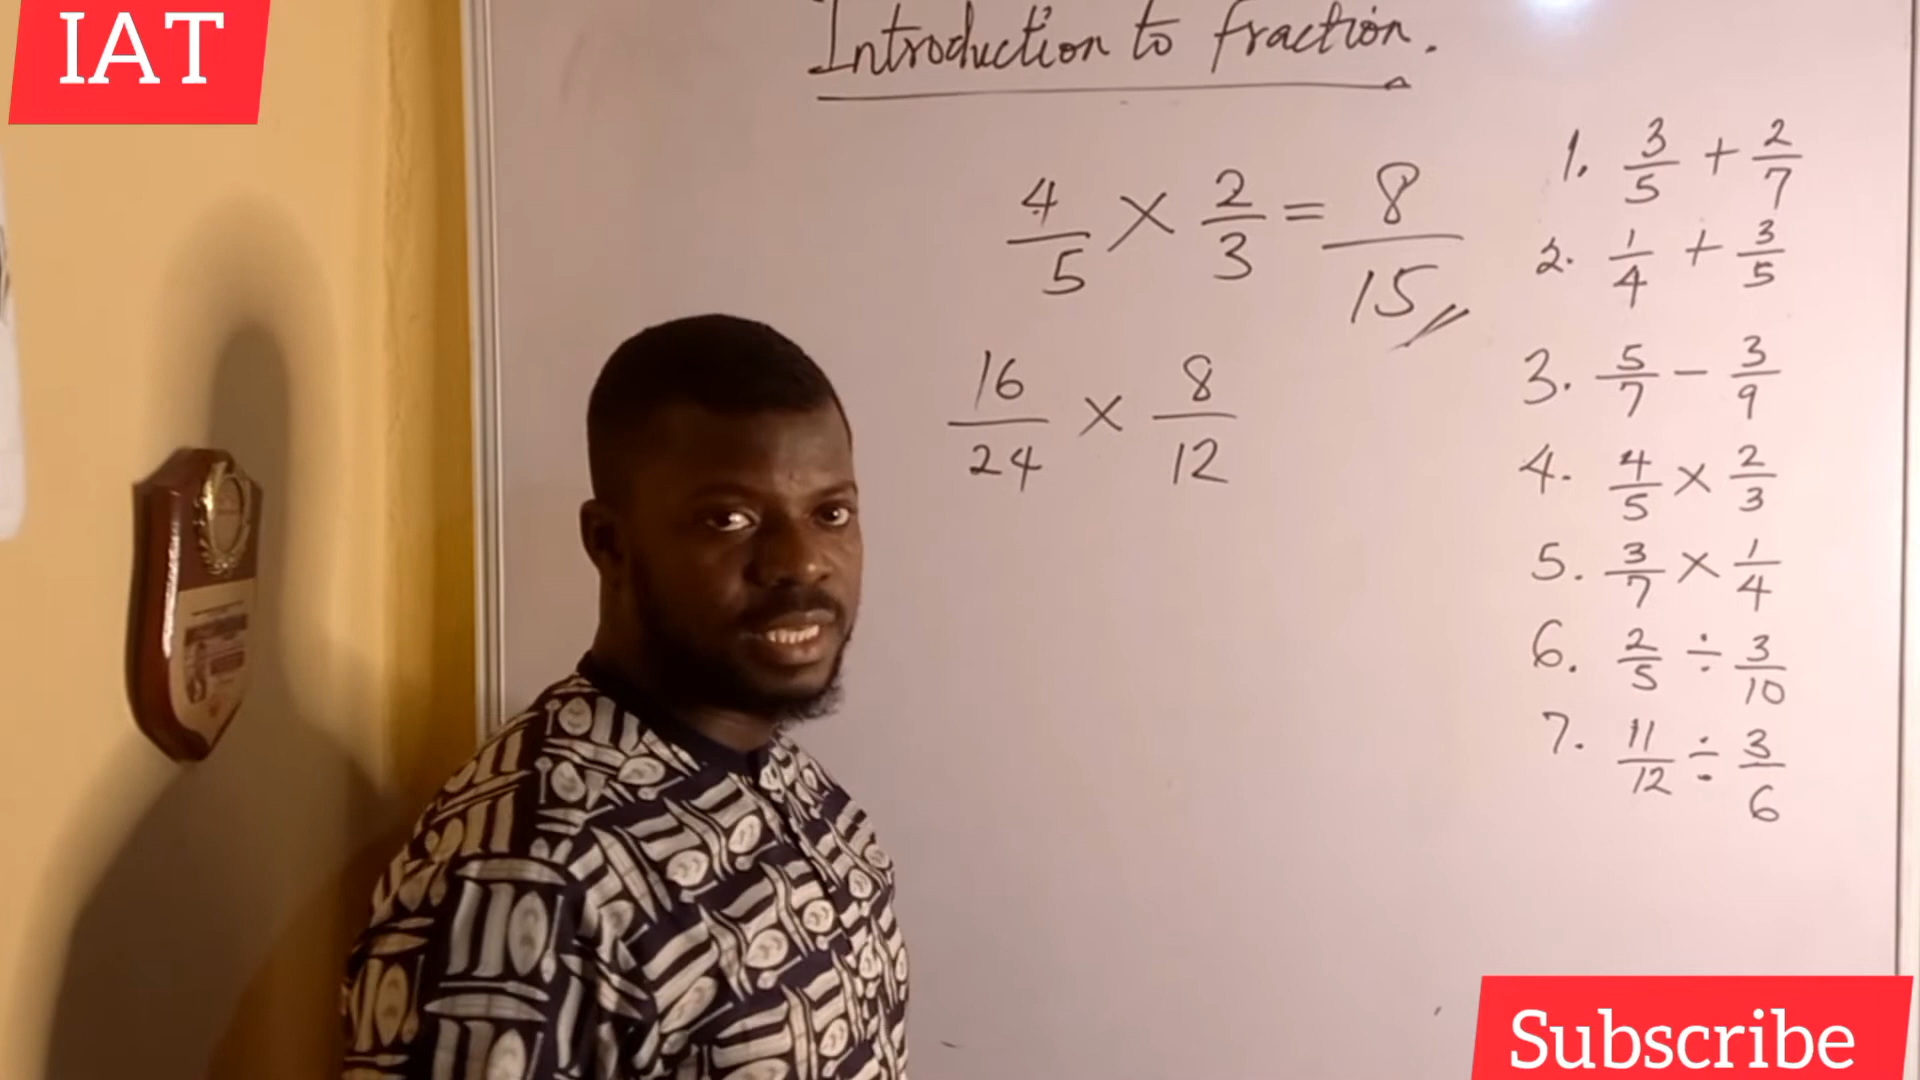 IAT
Introduction to fraction.
4/5 × 2/3 = 8/15
16/24 × 8/12
1. 3/5 + 2/7
2. 1/4 + 3/5
3. 5/7 - 3/9
4. 4/5 × 2/3
5. 3/7 × 1/4
6. 2/5 ÷ 3/10
7. 11/12 ÷ 3/6
Subscribe